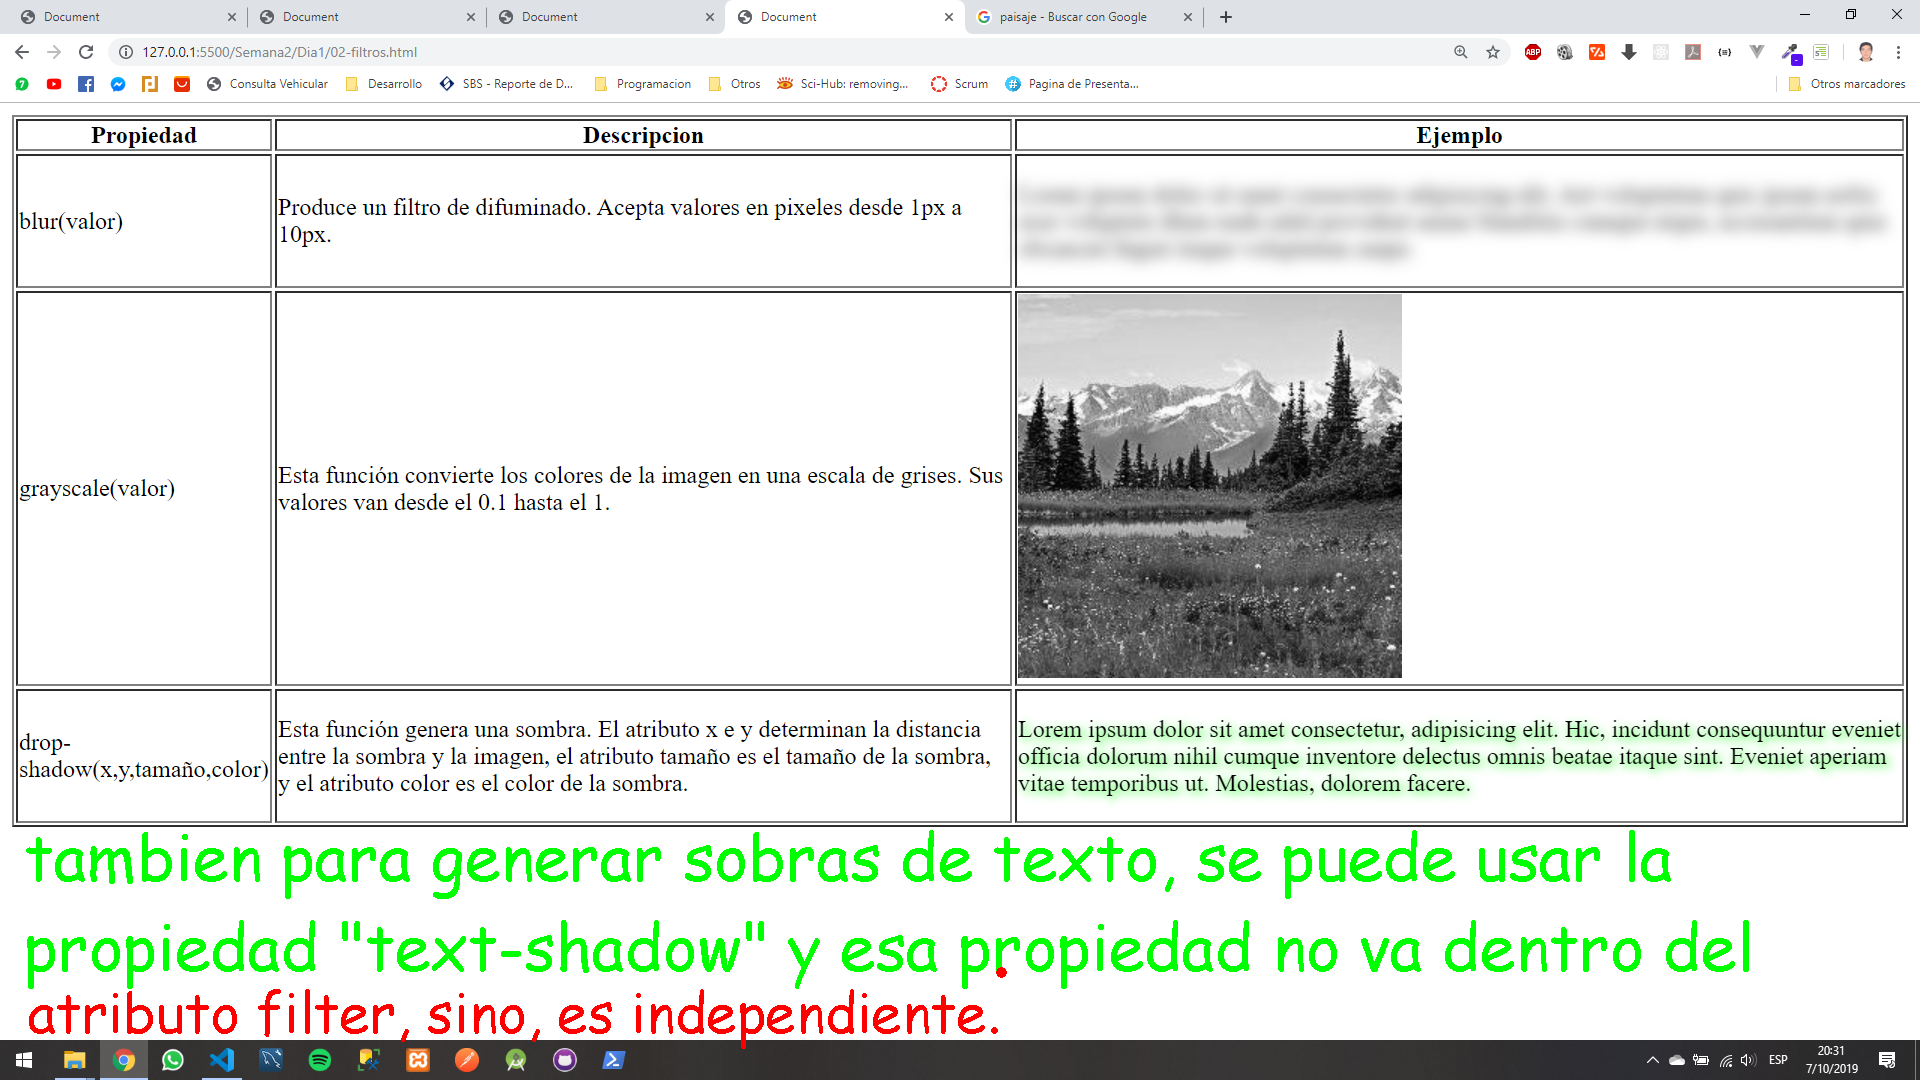 Document
Document
Document
Document
paisaje - Buscar con Google
127.0.0.1:5500/Semana2/Dia1/02-filtros.html
ABP
Consulta Vehicular
Desarrollo
SBS - Reporte de D...
Programacion
Otros
Sci-Hub: removing...
Scrum
Pagina de Presenta...
Otros marcadores
Propiedad Descripcion Ejemplo
blur(valor)
Produce un filtro de difuminado. Acepta valores en pixeles desde 1px a
10px.
grayscale(valor)
Esta función convierte los colores de la imagen en una escala de grises. Sus
valores van desde el 0.1 hasta el 1.
drop-
shadow(x,y,tamaño,color)
Esta función genera una sombra. El atributo x e y determinan la distancia
entre la sombra y la imagen, el atributo tamaño es el tamaño de la sombra,
y el atributo color es el color de la sombra.
Lorem ipsum dolor sit amet consectetur, adipisicing elit. Hic, incidunt consequuntur eveniet
officia dolorum nihil cumque inventore delectus omnis beatae itaque sint. Eveniet aperiam
vitae temporibus ut. Molestias, dolorem facere.
tambien para generar sobras de texto, se puede usar la
propiedad "text-shadow" y esa propiedad no va dentro del
atributo filter, sino, es independiente.
ESP
20:31
7/10/2019